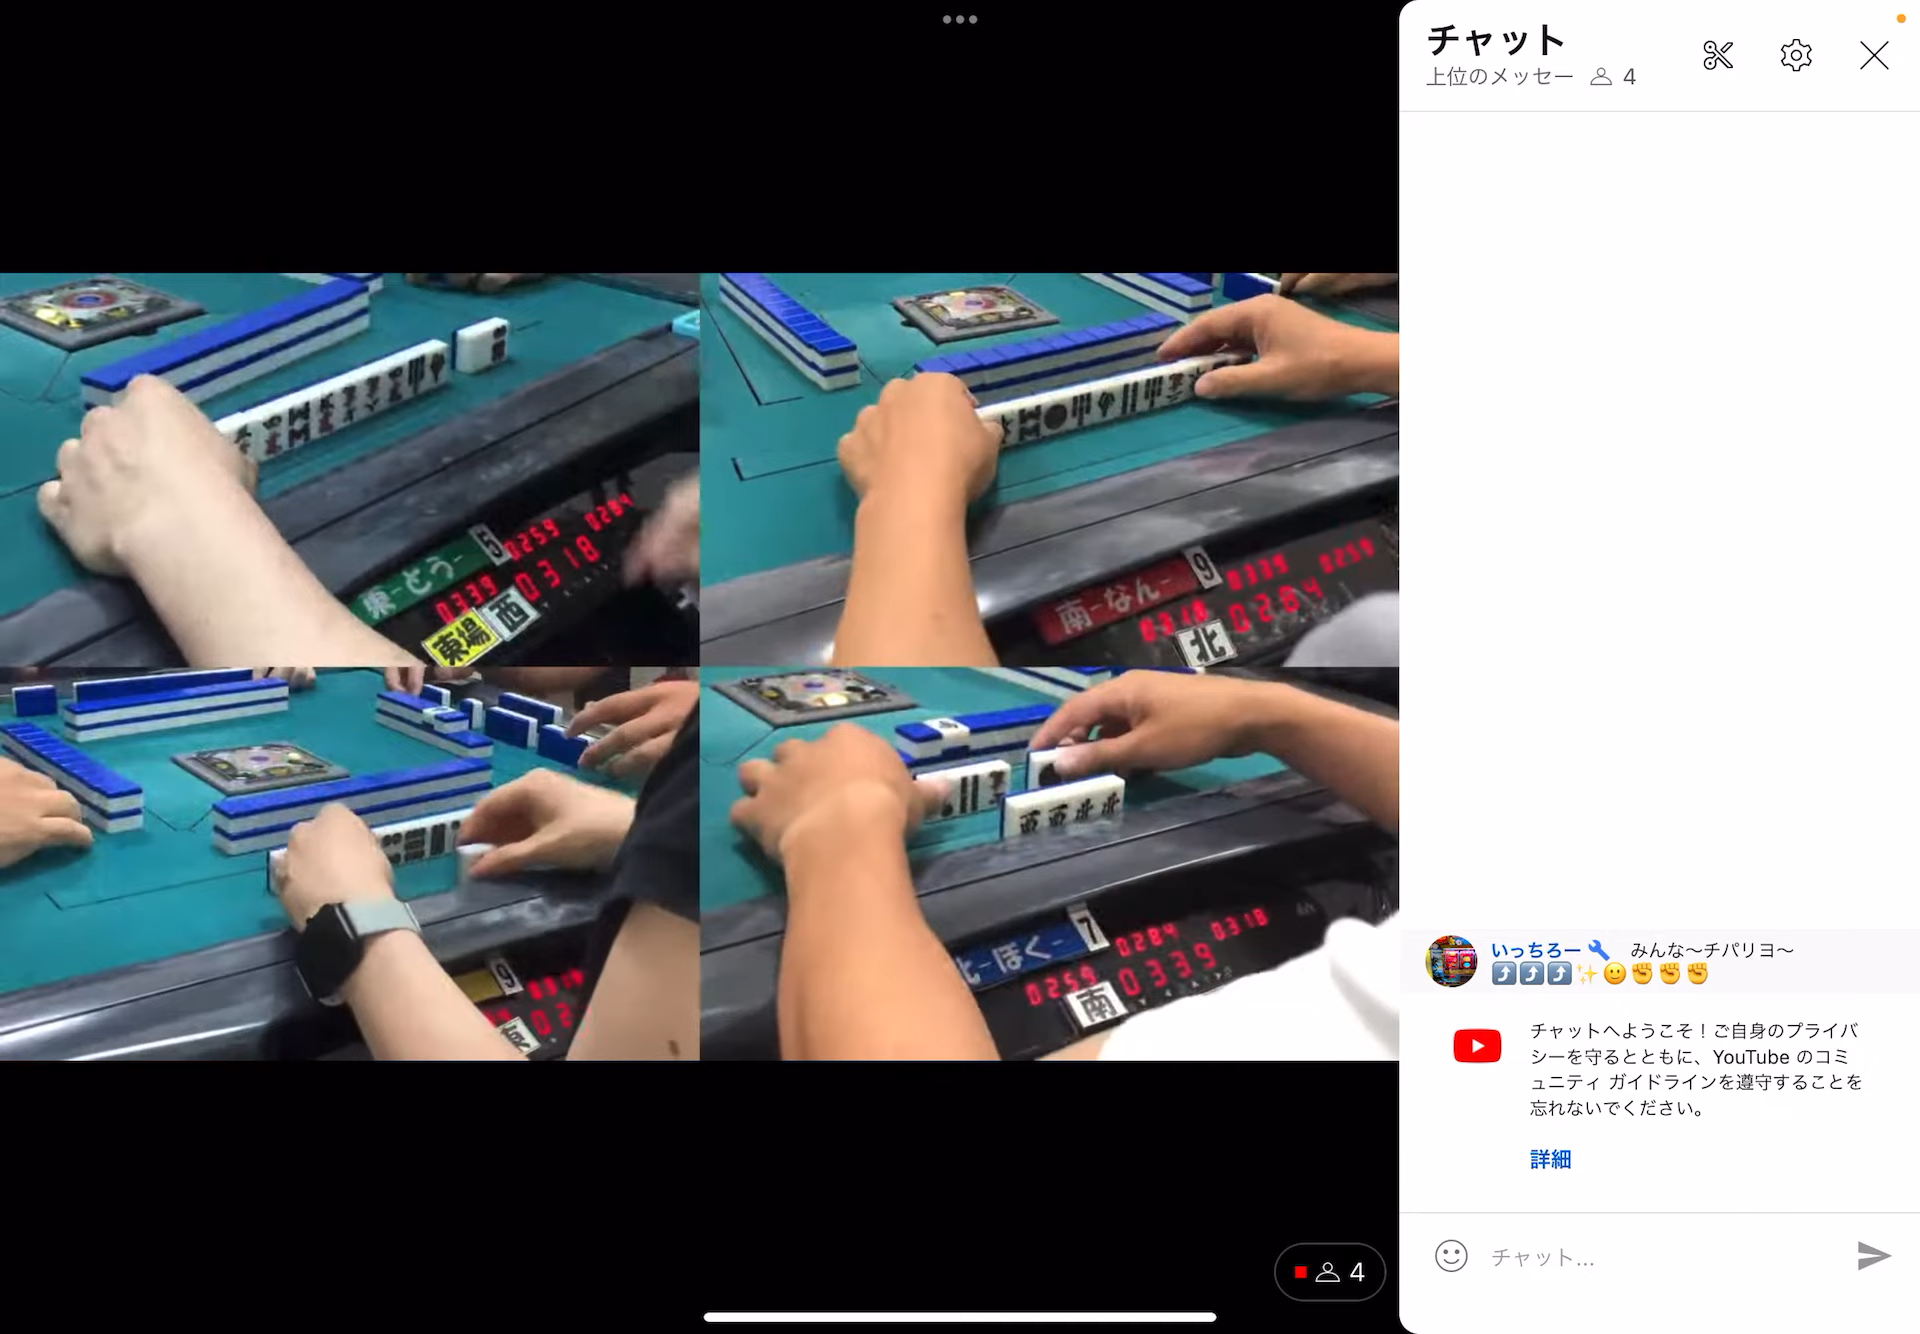 チャット
上位のメッセー 4
東-とう- 5
0259 0284
0339 0318
東場 西
南-なん- 9
0339 0259
0318 0284
北
9
北-ほく- 7
0284 0318
0259 0339
南
西 西 北 北
いっちろー みんな〜チパリヨ〜
チャットへようこそ！ご自身のプライバ
シーを守るとともに、YouTube のコミ
ュニティ ガイドラインを遵守することを
忘れないでください。
詳細
4
チャット...